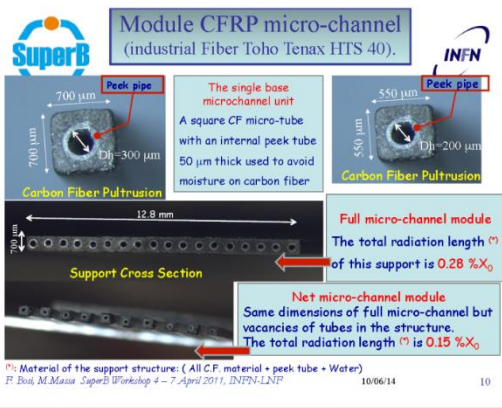 Module CFRP micro-channel
(industrial Fiber Toho Tenax HTS 40).
SuperB
INFN
700 µm
Peek pipe
700 µm
Dh=300 µm
Carbon Fiber Pultrusion
The single base
microchannel unit
A square CF micro-tube
with an internal peek tube
50 µm thick used to avoid
moisture on carbon fiber
550 µm
Peek pipe
550 µm
Dh=200 µm
Carbon Fiber Pultrusion
12.8 mm
700 µm
Support Cross Section
Full micro-channel module
The total radiation length (*)
of this support is 0.28 %X0
Net micro-channel module
Same dimensions of full micro-channel but
vacancies of tubes in the structure.
The total radiation length (*) is 0.15 %X0
(*): Material of the support structure: ( All C.F. material + peek tube + Water)
F. Bosi, M.Massa SuperB Workshop 4 – 7 April 2011, INFN-LNF
10/06/14
10